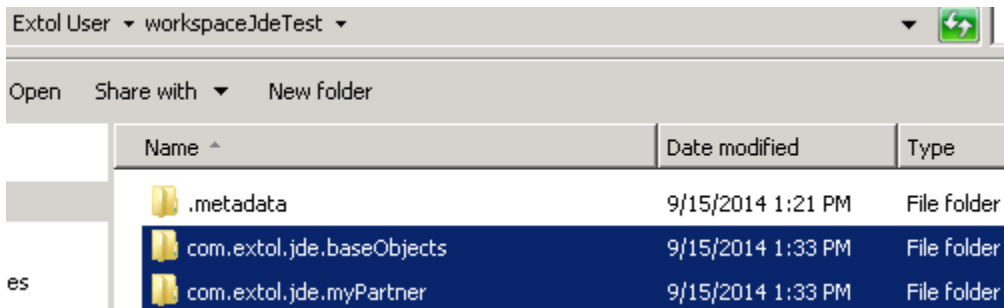 Extol User workspaceJdeTest
Open Share with New folder
Name Date modified Type
.metadata 9/15/2014 1:21 PM File folder
com.extol.jde.baseObjects 9/15/2014 1:33 PM File folder
es
com.extol.jde.myPartner 9/15/2014 1:33 PM File folder